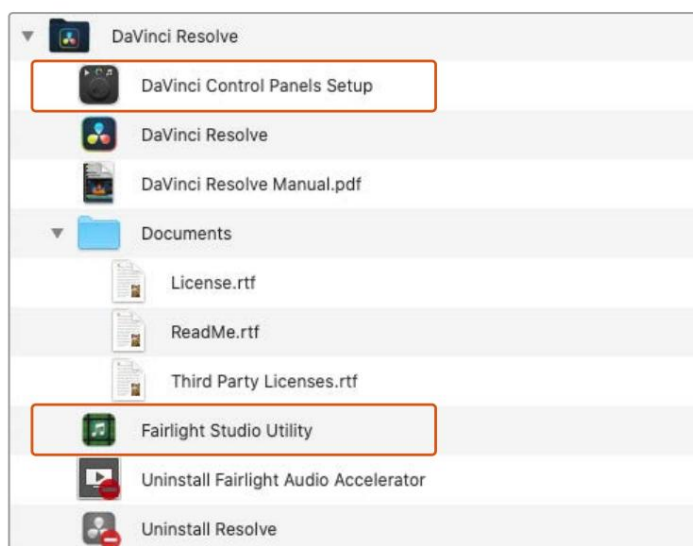 DaVinci Resolve
DaVinci Control Panels Setup
DaVinci Resolve
DaVinci Resolve Manual.pdf
Documents
License.rtf
ReadMe.rtf
Third Party Licenses.rtf
Fairlight Studio Utility
Uninstall Fairlight Audio Accelerator
Uninstall Resolve